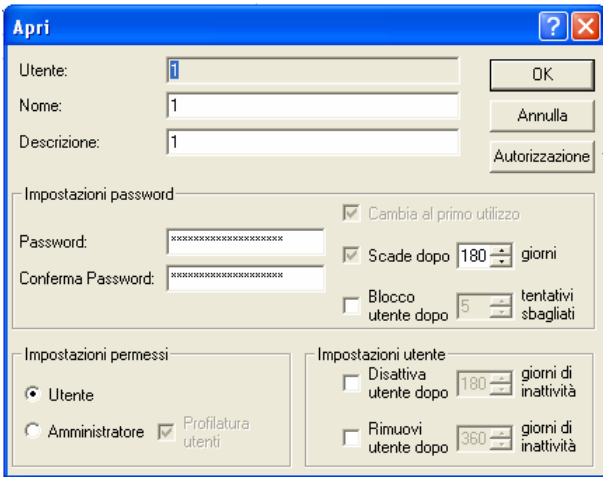 Apri
Utente: 1
OK
Nome: 1
Annulla
Descrizione: 1
Autorizzazione
Impostazioni password
Cambia al primo utilizzo
Password: xxxxxxxxxxxxxxxxxxx
Scade dopo 180 giorni
Conferma Password: xxxxxxxxxxxxxxxxxxx
Blocco utente dopo 5 tentativi sbagliati
Impostazioni permessi
Utente
Amministratore
Profilatura utenti
Impostazioni utente
Disattiva utente dopo 180 giorni di inattività
Rimuovi utente dopo 360 giorni di inattività